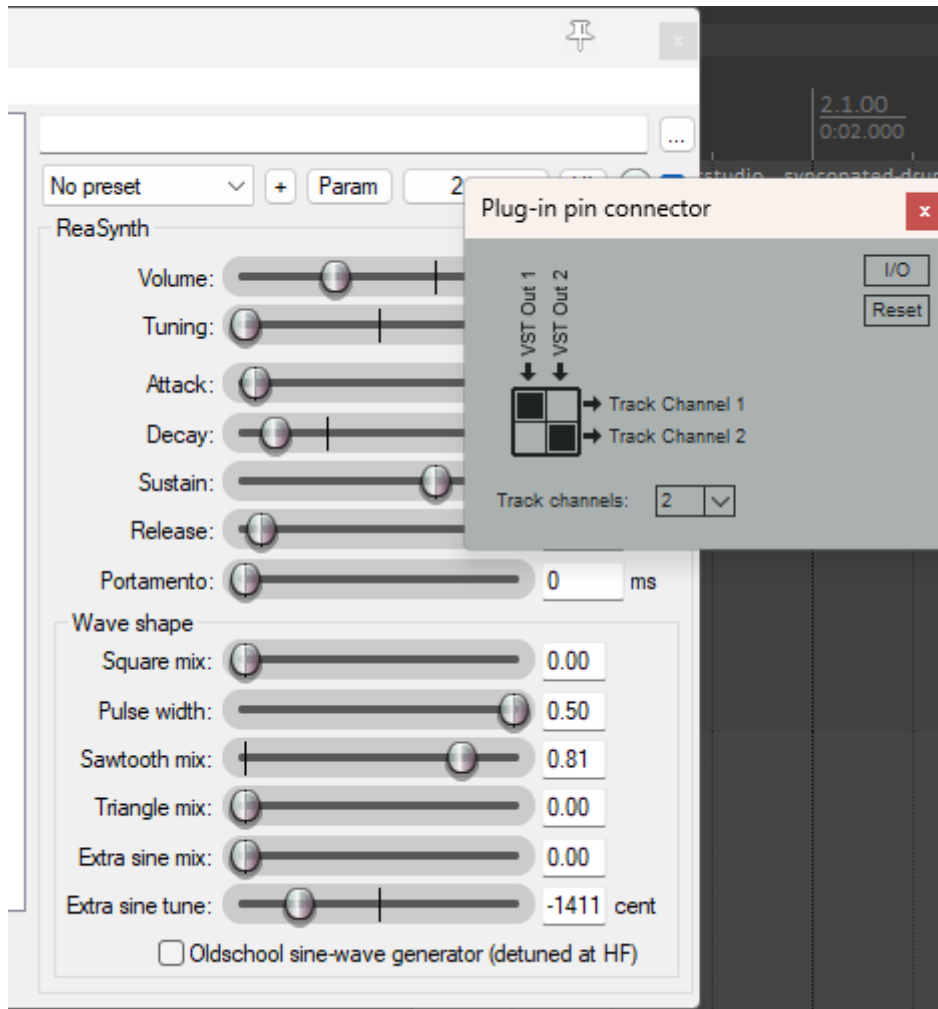 x
2.1.00
0:02.000
...
No preset
+
Param
2
ReaSynth
Plug-in pin connector
x
Volume:
Tuning:
Attack:
Decay:
Sustain:
Release:
VST Out 1
VST Out 2
I/O
Reset
Track Channel 1
Track Channel 2
Track channels: 2
Portamento: 0 ms
Wave shape
Square mix: 0.00
Pulse width: 0.50
Sawtooth mix: 0.81
Triangle mix: 0.00
Extra sine mix: 0.00
Extra sine tune: -1411 cent
Oldschool sine-wave generator (detuned at HF)